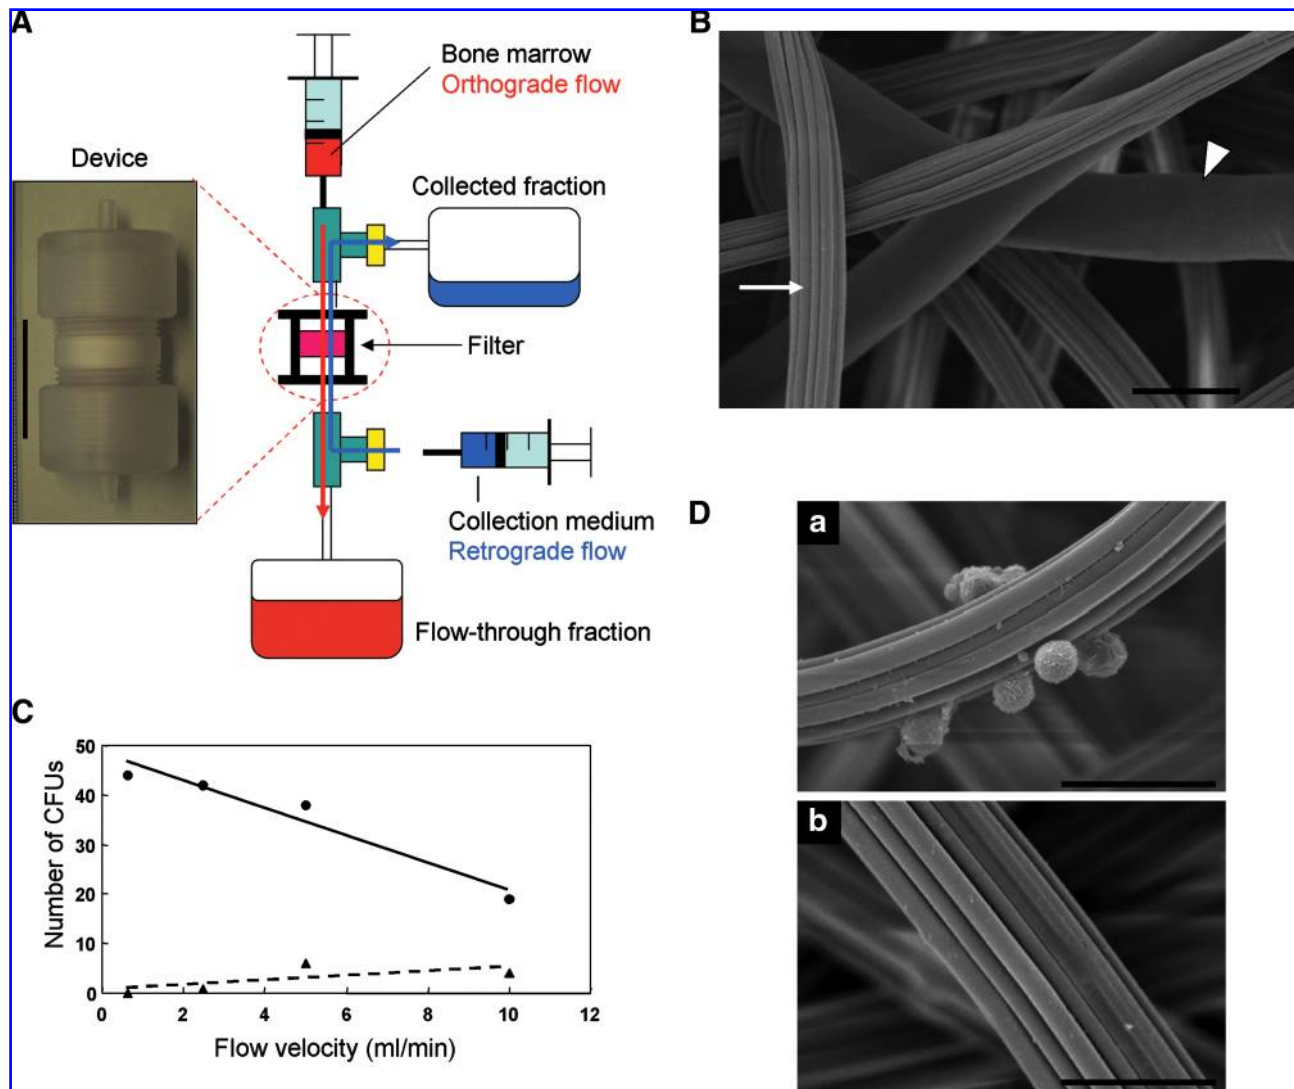 A
Bone marrow
Orthograde flow
Device
Collected fraction
Filter
Collection medium
Retrograde flow
Flow-through fraction
B
C
50
40
30
20
10
0
0 2 4 6 8 10 12
Number of CFUs
Flow velocity (ml/min)
D
a
b